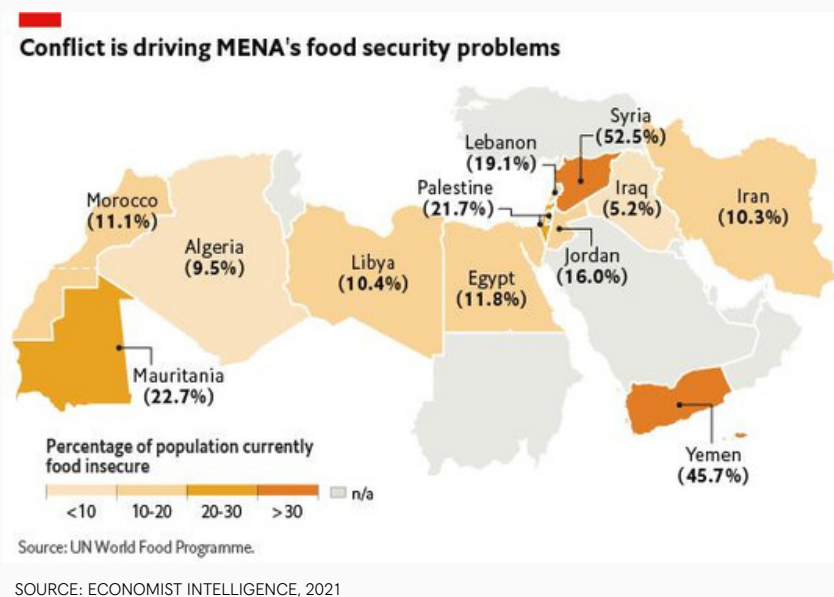 Conflict is driving MENA's food security problems
Syria
(52.5%)
Lebanon
(19.1%)
Palestine
(21.7%)
Iraq
(5.2%)
Iran
(10.3%)
Morocco
(11.1%)
Algeria
(9.5%)
Libya
(10.4%)
Egypt
(11.8%)
Jordan
(16.0%)
Mauritania
(22.7%)
Yemen
(45.7%)
Percentage of population currently
food insecure
<10 10-20 20-30 >30 n/a
Source: UN World Food Programme.
SOURCE: ECONOMIST INTELLIGENCE, 2021